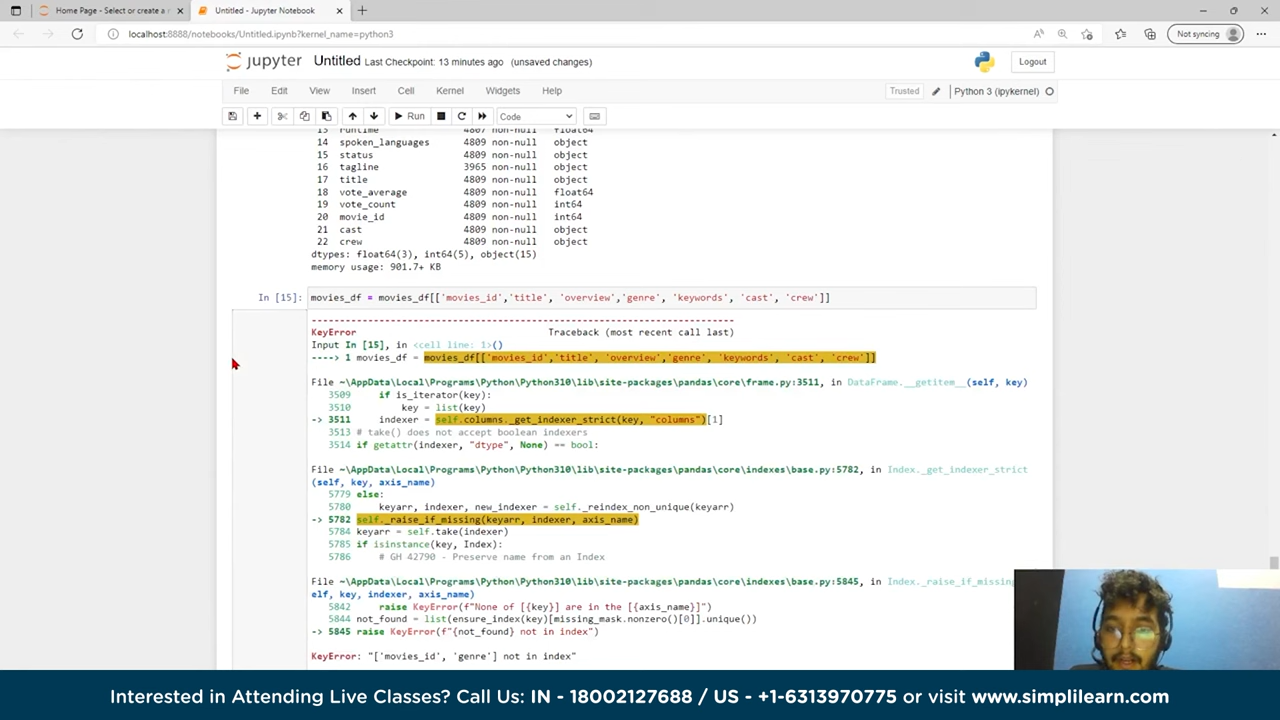 Home Page - Select or create a n
Untitled - Jupyter Notebook
localhost:8888/notebooks/Untitled.ipynb?kernel_name=python3
Not syncing
jupyter Untitled Last Checkpoint: 13 minutes ago (unsaved changes)
Logout
File Edit View Insert Cell Kernel Widgets Help
Trusted
Python 3 (ipykernel)
Run
Code
13 runtime 4807 non-null float64
14 spoken_languages 4809 non-null object
15 status 4809 non-null object
16 tagline 3965 non-null object
17 title 4809 non-null object
18 vote_average 4809 non-null float64
19 vote_count 4809 non-null int64
20 movie_id 4809 non-null int64
21 cast 4809 non-null object
22 crew 4809 non-null object
dtypes: float64(3), int64(5), object(15)
memory usage: 901.7+ KB
In [15]: movies_df = movies_df[['movies_id','title', 'overview','genre', 'keywords', 'cast', 'crew']]
---------------------------------------------------------------------------
KeyError Traceback (most recent call last)
Input In [15], in <cell line: 1>()
----> 1 movies_df = movies_df[['movies_id','title', 'overview','genre', 'keywords', 'cast', 'crew']]
File ~\AppData\Local\Programs\Python\Python310\lib\site-packages\pandas\core\frame.py:3511, in DataFrame.__getitem__(self, key)
3509 if is_iterator(key):
3510 key = list(key)
-> 3511 indexer = self.columns._get_indexer_strict(key, "columns")[1]
3513 # take() does not accept boolean indexers
3514 if getattr(indexer, "dtype", None) == bool:
File ~\AppData\Local\Programs\Python\Python310\lib\site-packages\pandas\core\indexes\base.py:5782, in Index._get_indexer_strict
(self, key, axis_name)
5779 else:
5780 keyarr, indexer, new_indexer = self._reindex_non_unique(keyarr)
-> 5782 self._raise_if_missing(keyarr, indexer, axis_name)
5784 keyarr = self.take(indexer)
5785 if isinstance(key, Index):
5786 # GH 42790 - Preserve name from an Index
File ~\AppData\Local\Programs\Python\Python310\lib\site-packages\pandas\core\indexes\base.py:5845, in Index._raise_if_missing
elf, key, indexer, axis_name)
5842 raise KeyError(f"None of [{key}] are in the [{axis_name}]")
5844 not_found = list(ensure_index(key)[missing_mask.nonzero()[0]].unique())
-> 5845 raise KeyError(f"{not_found} not in index")
KeyError: "['movies_id', 'genre'] not in index"
Interested in Attending Live Classes? Call Us: IN - 18002127688 / US - +1-6313970775 or visit www.simplilearn.com